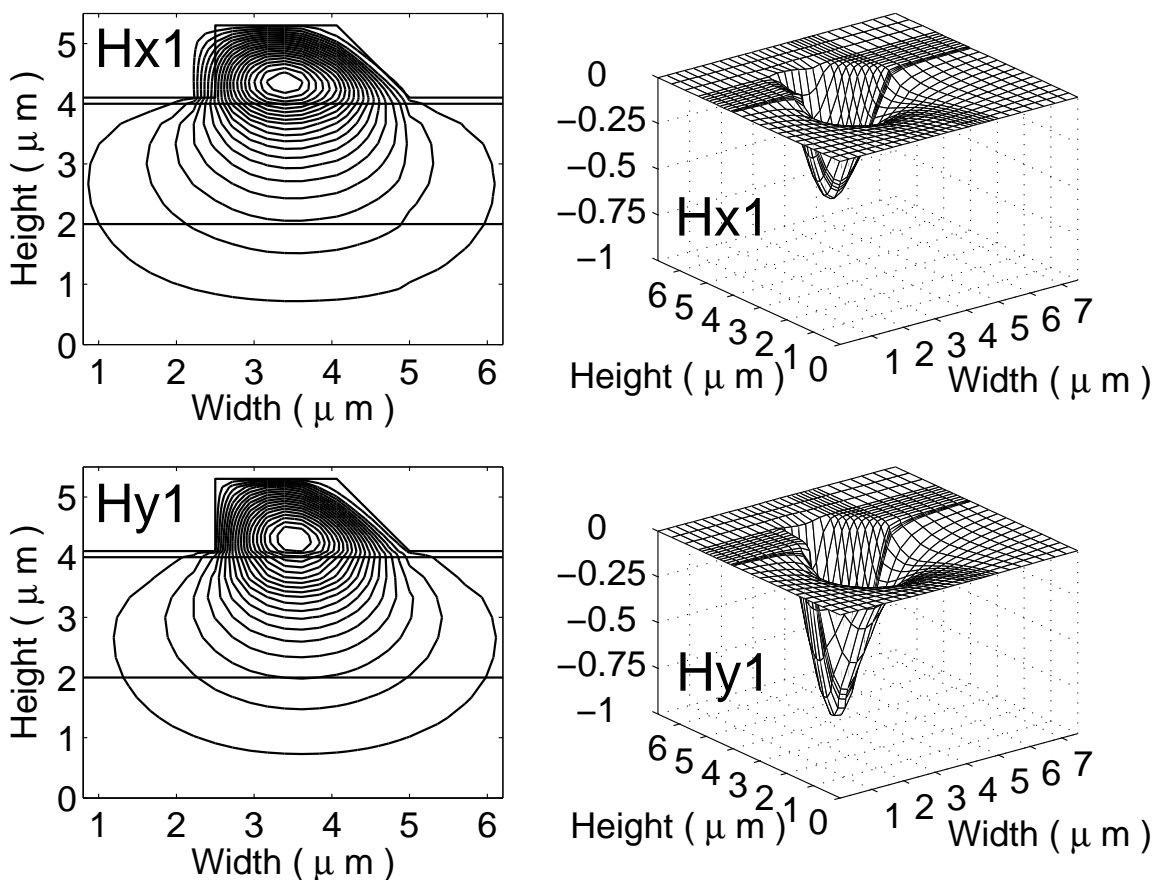 5
4
3
2
1
0
Height ( μ m )
Hx1
1 2 3 4 5 6
Width ( μ m )
0
−0.25
−0.5
−0.75
−1
Hx1
6 5 4 3 2 1 0
Height ( μ m )
1 2 3 4 5 6 7
Width ( μ m )
5
4
3
2
1
0
Height ( μ m )
Hy1
1 2 3 4 5 6
Width ( μ m )
0
−0.25
−0.5
−0.75
−1
Hy1
6 5 4 3 2 1 0
Height ( μ m )
1 2 3 4 5 6 7
Width ( μ m )